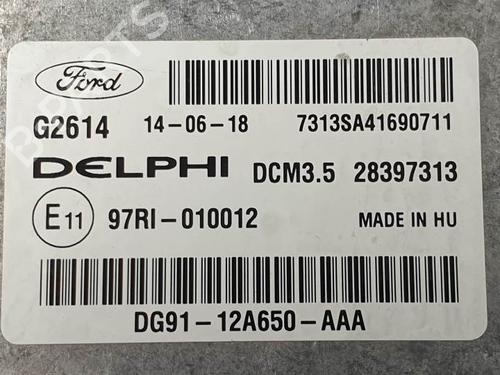 Ford
G2614 14-06-18 7313SA41690711
DELPHI DCM3.5 28397313
E11 97RI-010012 MADE IN HU
DG91-12A650-AAA